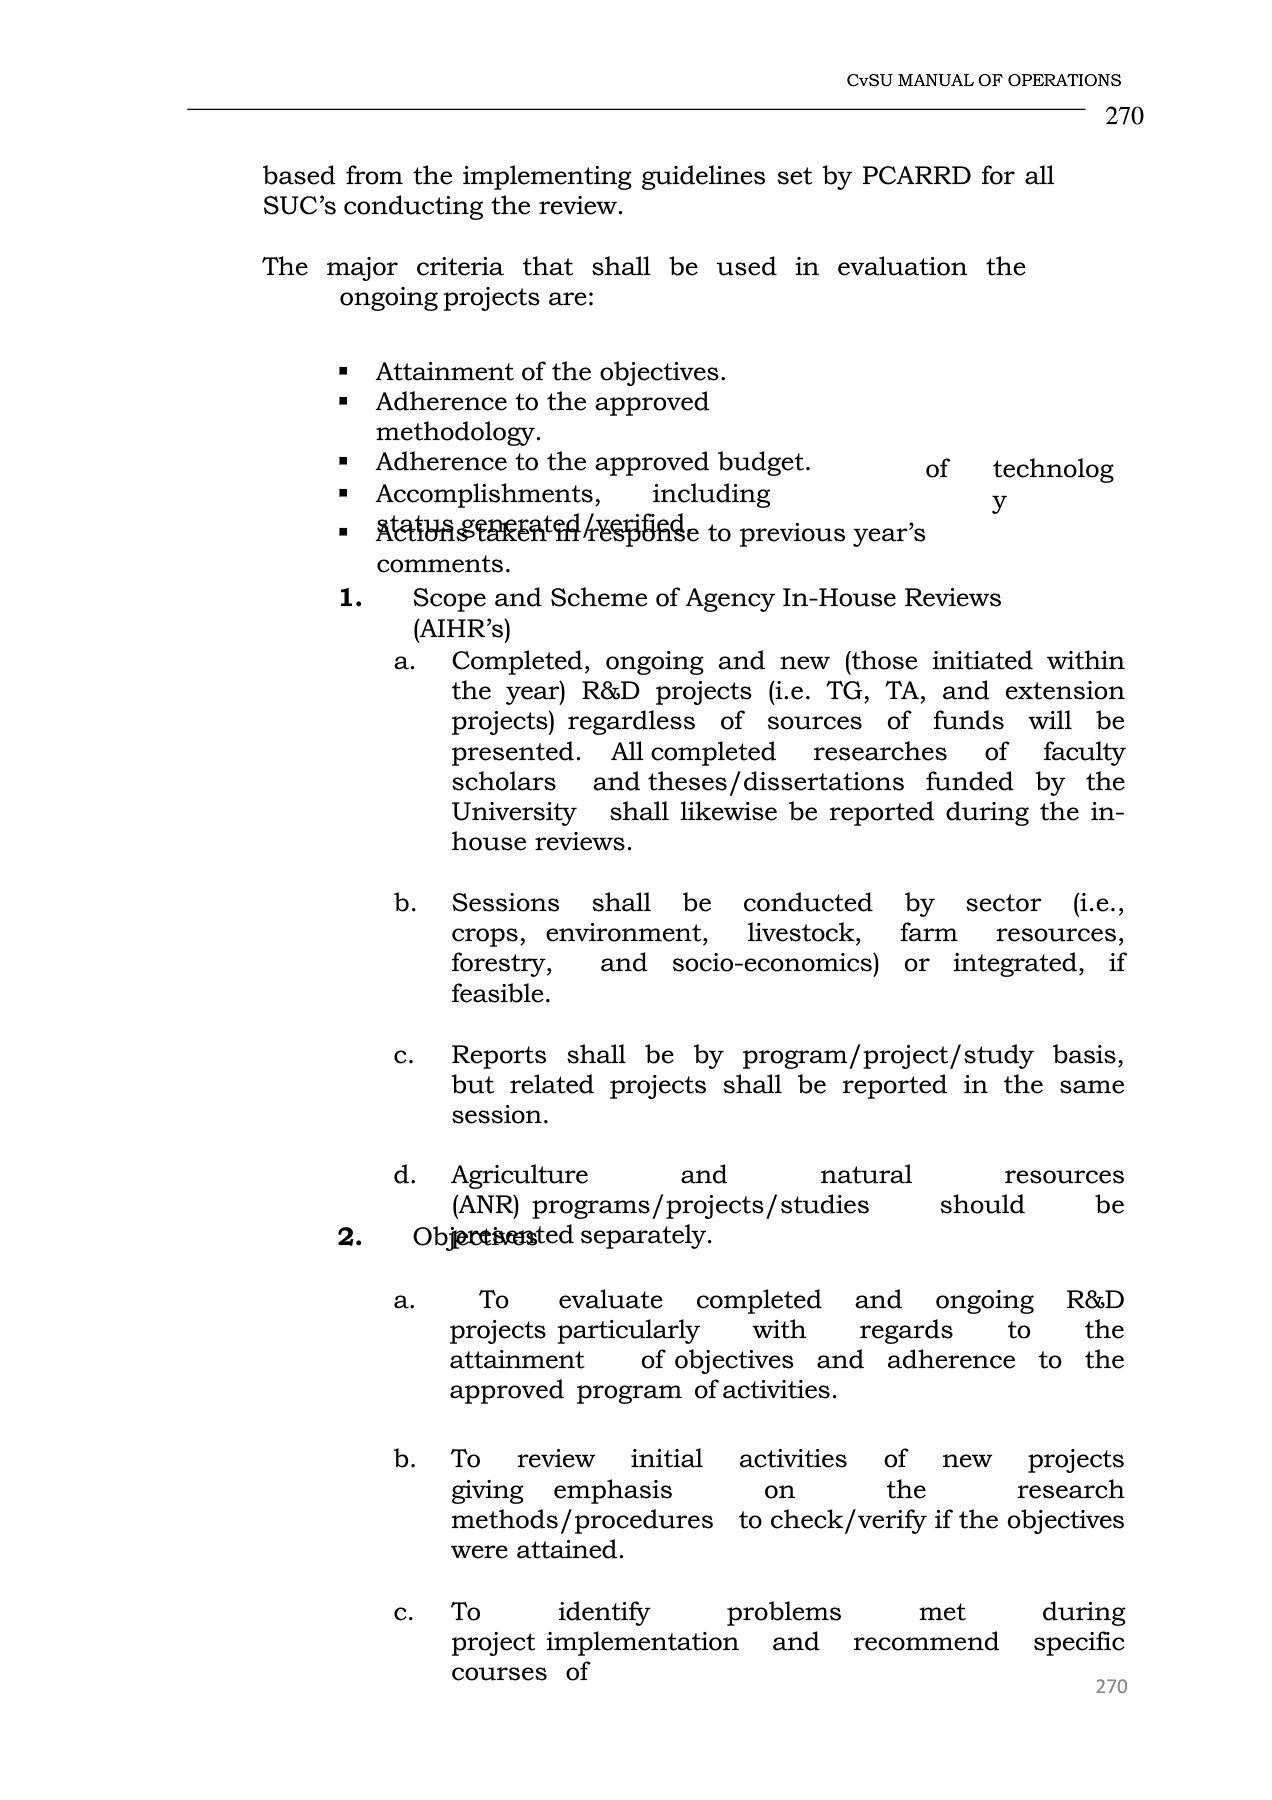 CvSU MANUAL OF OPERATIONS
270
based from the implementing guidelines set by PCARRD for all
SUC’s conducting the review.
The major criteria that shall be used in evaluation the
ongoing projects are:
▪ Attainment of the objectives.
▪ Adherence to the approved
methodology.
▪ Adherence to the approved budget.
▪ Accomplishments, including
of technolog
y
status generated/verified.
▪ Actions taken in response to previous year’s
comments.
1. Scope and Scheme of Agency In-House Reviews
(AIHR’s)
a. Completed, ongoing and new (those initiated within
the year) R&D projects (i.e. TG, TA, and extension
projects) regardless of sources of funds will be
presented. All completed researches of faculty
scholars and theses/dissertations funded by the
University shall likewise be reported during the in-
house reviews.
b. Sessions shall be conducted by sector (i.e.,
crops, environment, livestock, farm resources,
forestry, and socio-economics) or integrated, if
feasible.
c. Reports shall be by program/project/study basis,
but related projects shall be reported in the same
session.
d. Agriculture and natural resources
(ANR) programs/projects/studies should be
presented separately.
2. Objectives
a. To evaluate completed and ongoing R&D
projects particularly with regards to the
attainment of objectives and adherence to the
approved program of activities.
b. To review initial activities of new projects
giving emphasis on the research
methods/procedures to check/verify if the objectives
were attained.
c. To identify problems met during
project implementation and recommend specific
courses of
270